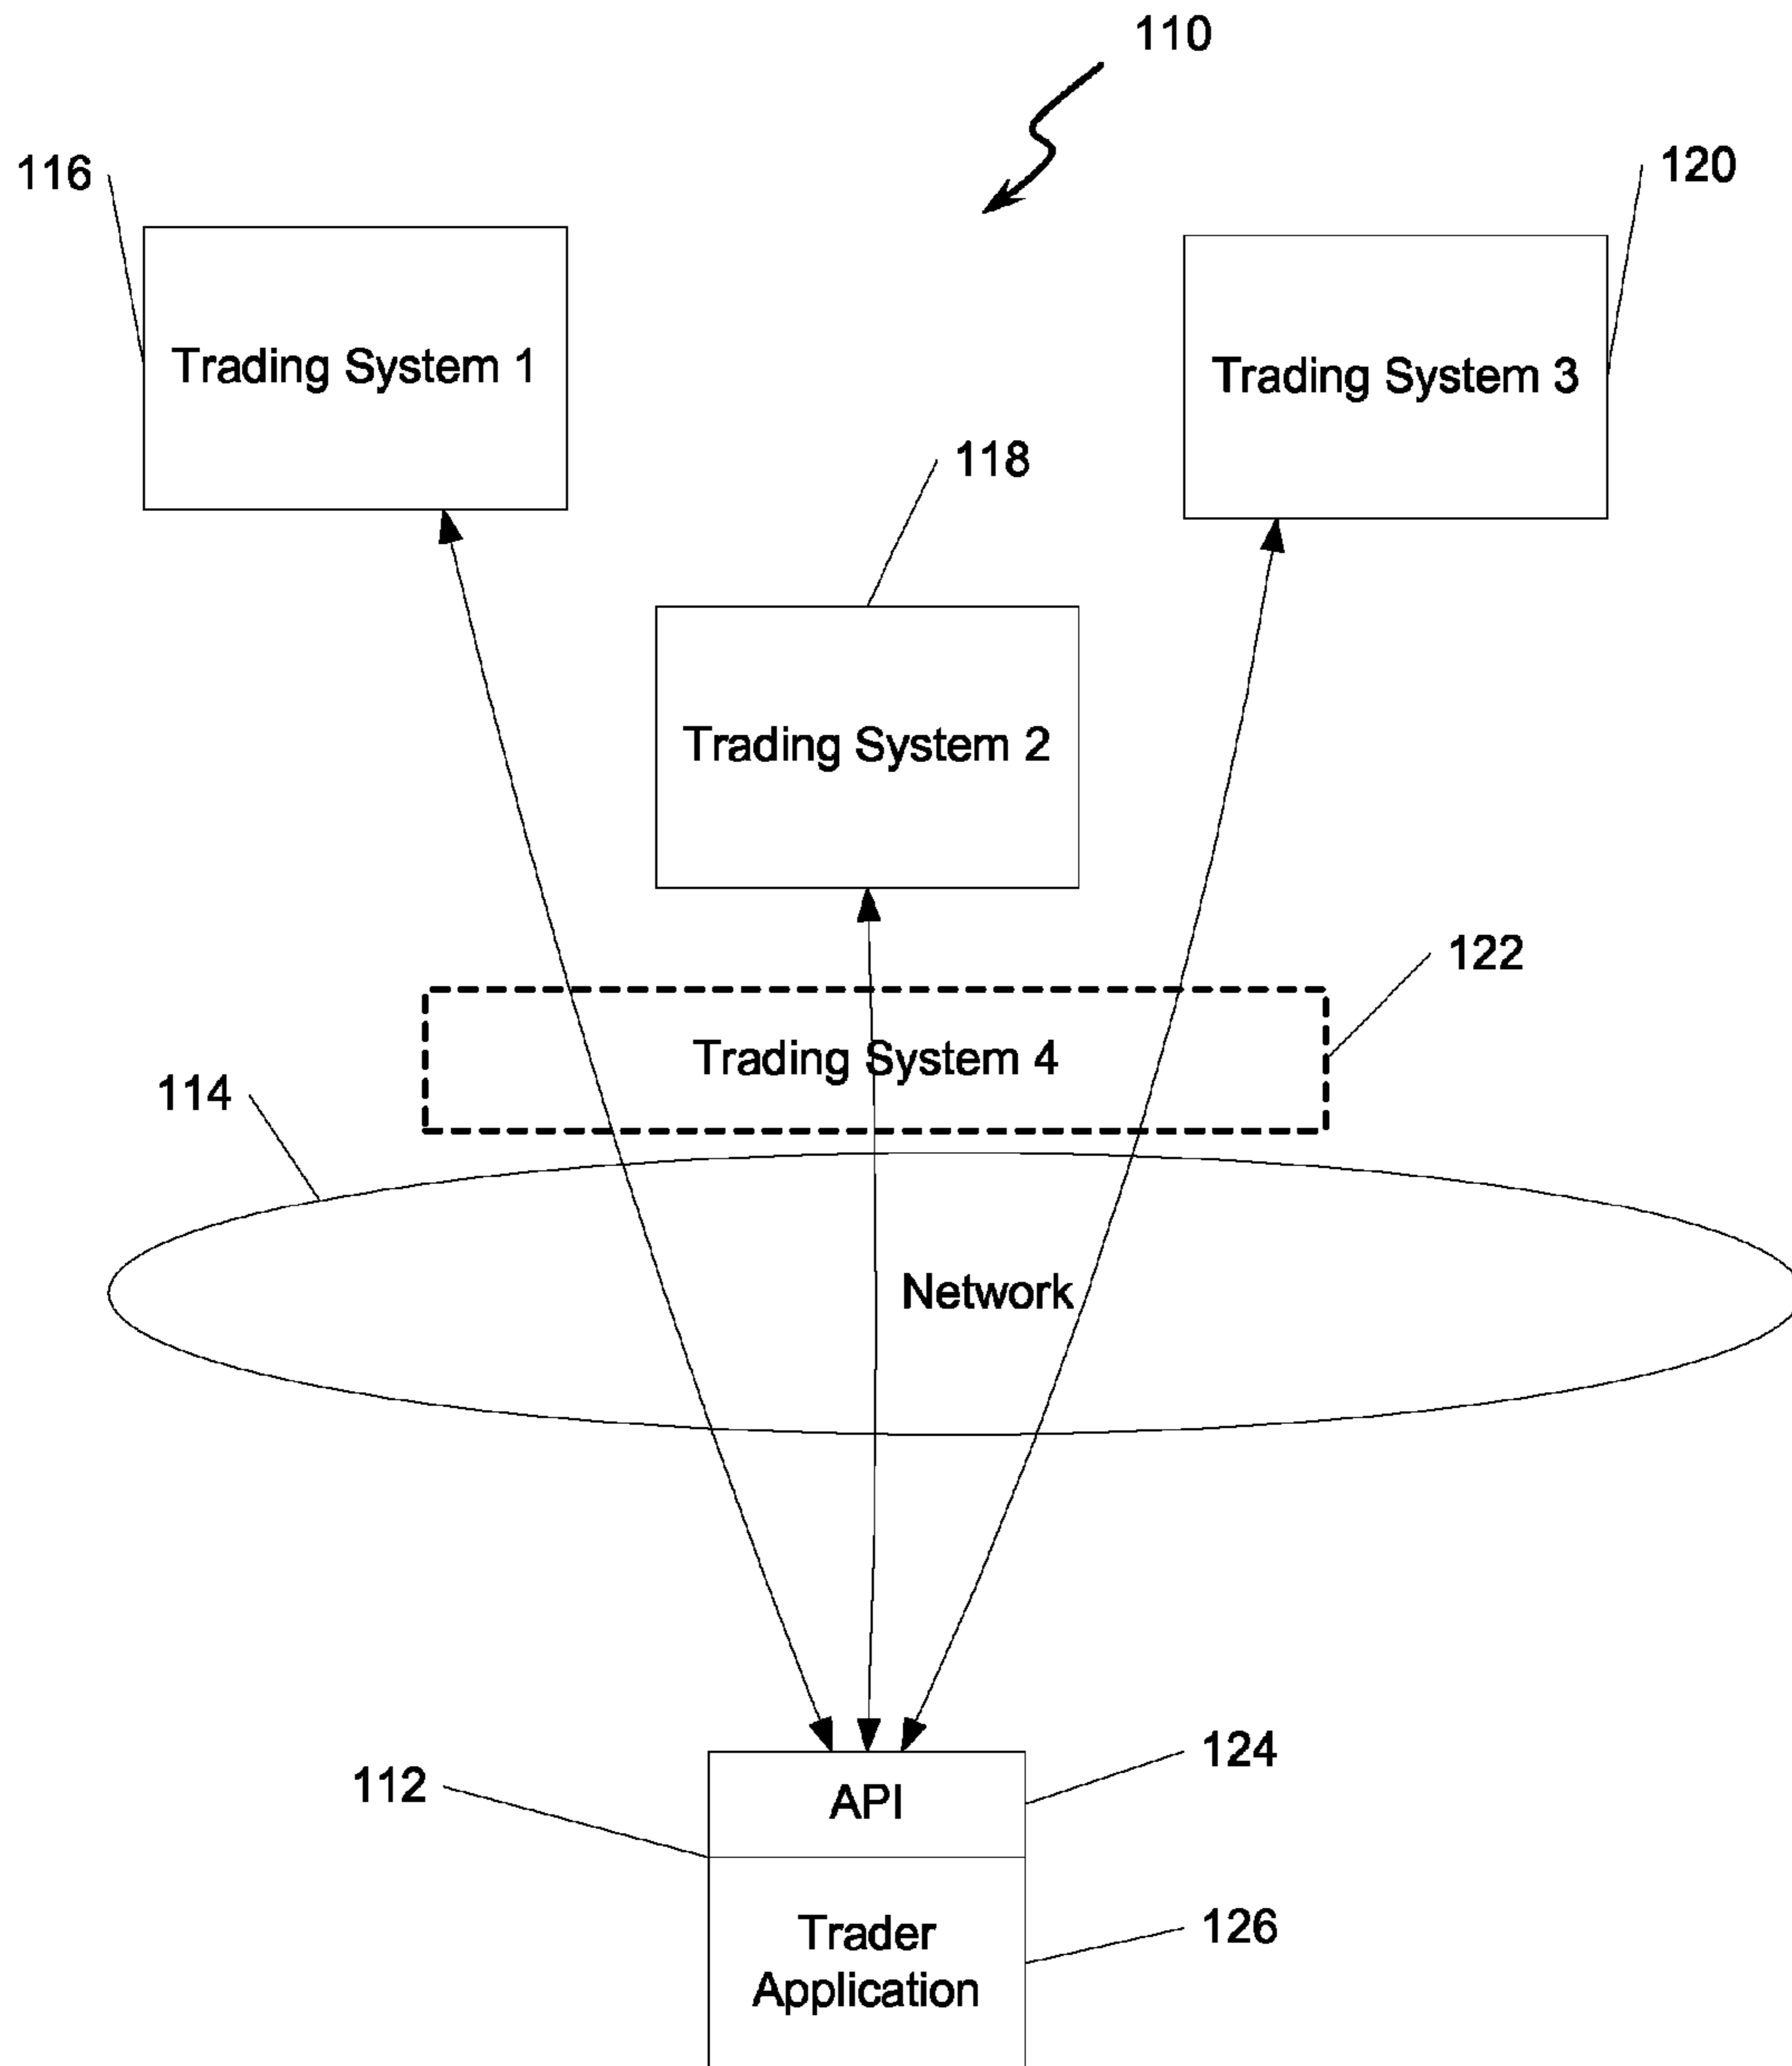 110
116
120
Trading System 1
Trading System 3
118
Trading System 2
122
Trading System 4
114
Network
124
112
API
126
Trader
Application